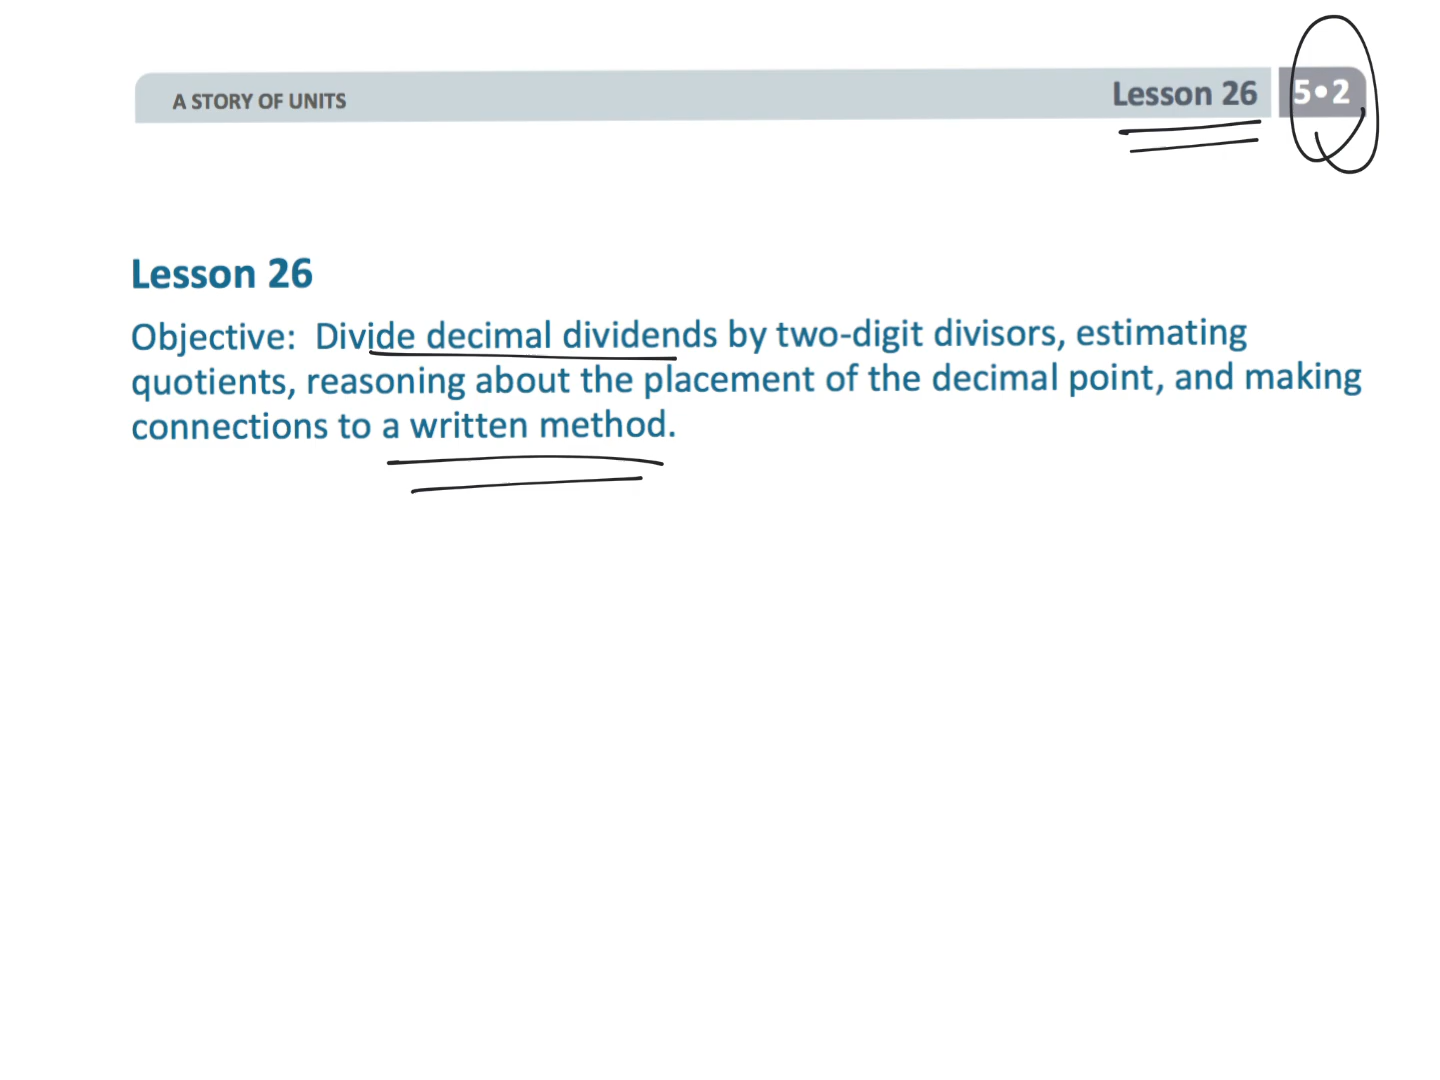 A STORY OF UNITS
Lesson 26
5•2
Lesson 26
Objective: Divide decimal dividends by two-digit divisors, estimating
quotients, reasoning about the placement of the decimal point, and making
connections to a written method.